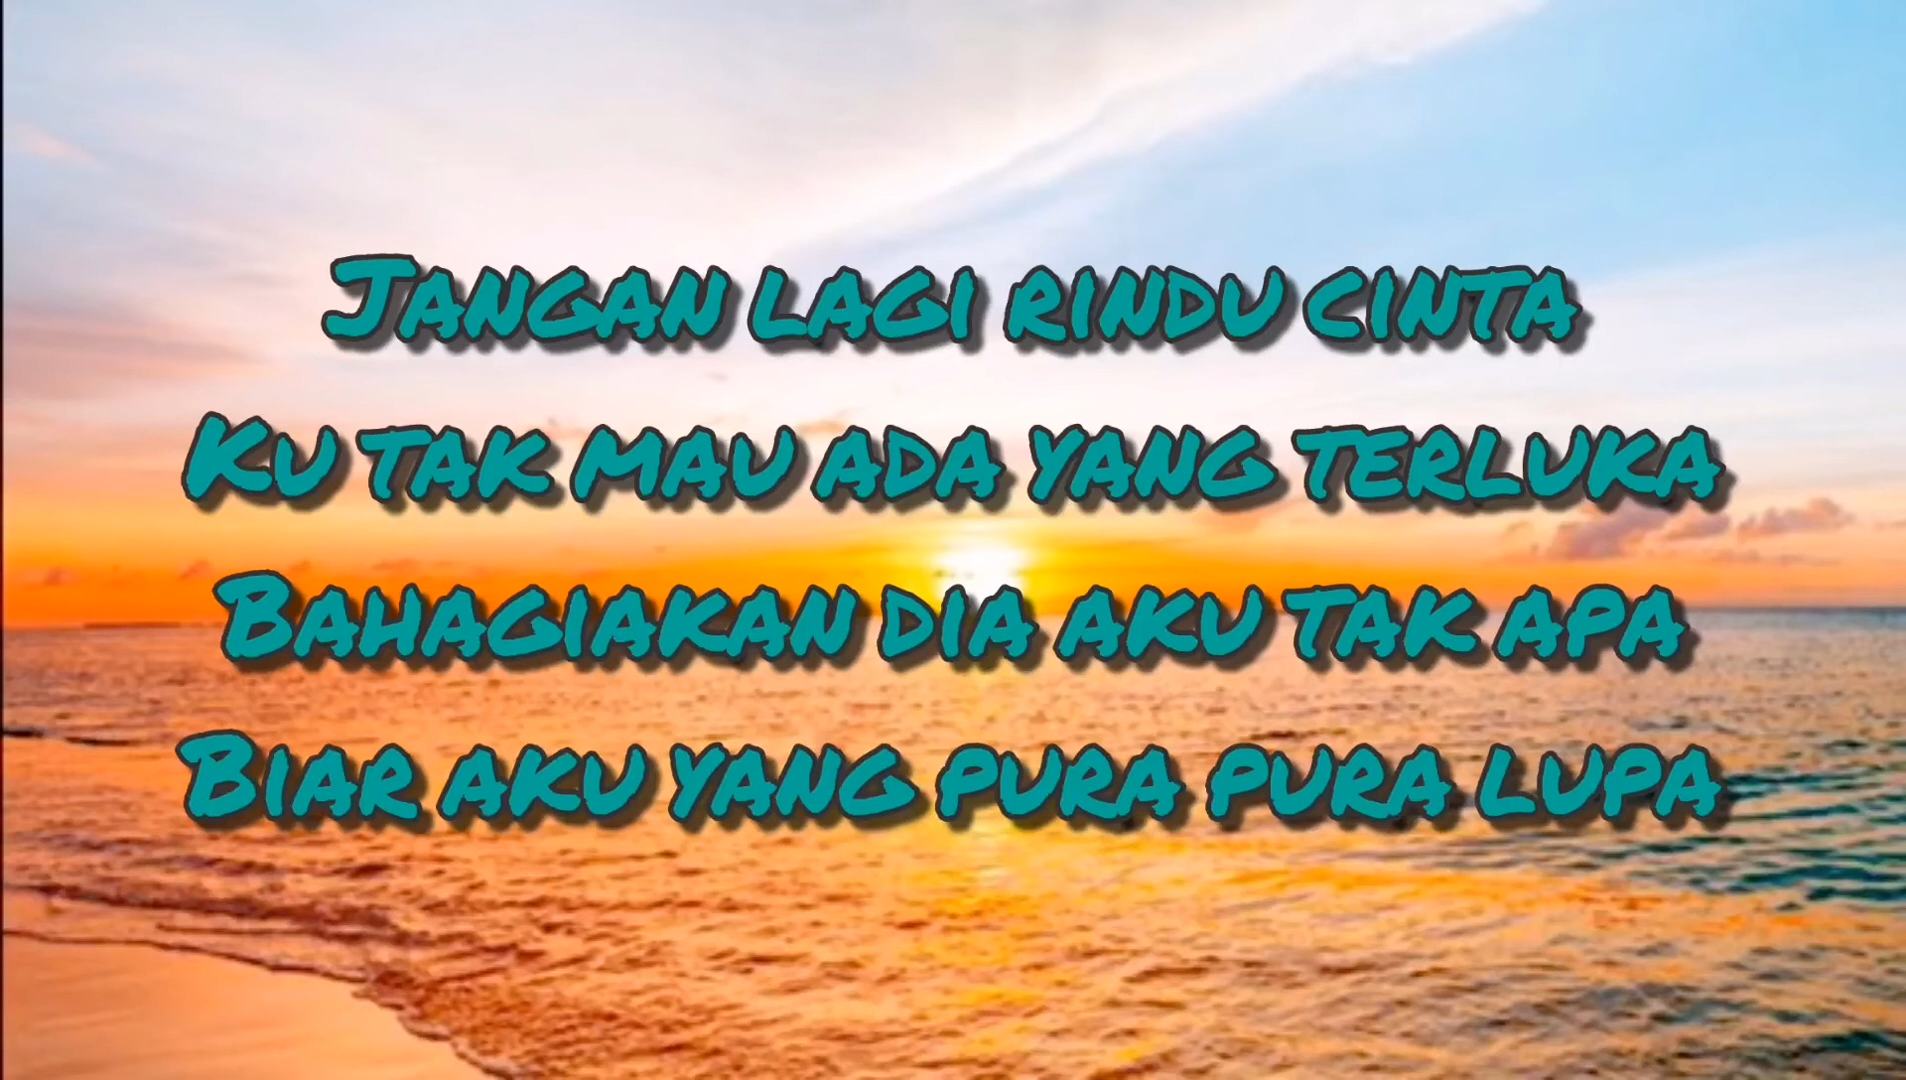 Jangan lagi rindu cinta
Ku tak mau ada yang terluka
Bahagiakan dia aku tak apa
Biar aku yang pura pura lupa